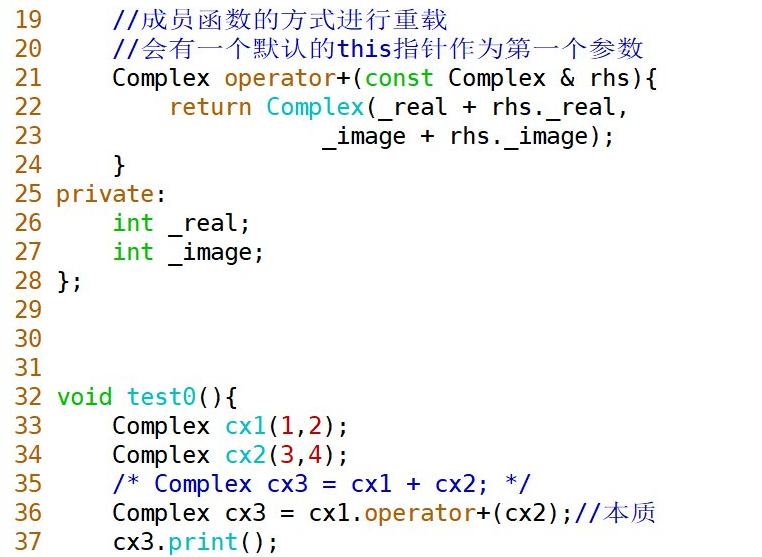 19     //成员函数的方式进行重载
20     //会有一个默认的this指针作为第一个参数
21     Complex operator+(const Complex & rhs){
22         return Complex(_real + rhs._real,
23                    _image + rhs._image);
24     }
25 private:
26     int _real;
27     int _image;
28 };
29
30
31
32 void test0(){
33     Complex cx1(1,2);
34     Complex cx2(3,4);
35     /* Complex cx3 = cx1 + cx2; */
36     Complex cx3 = cx1.operator+(cx2);//本质
37     cx3.print();